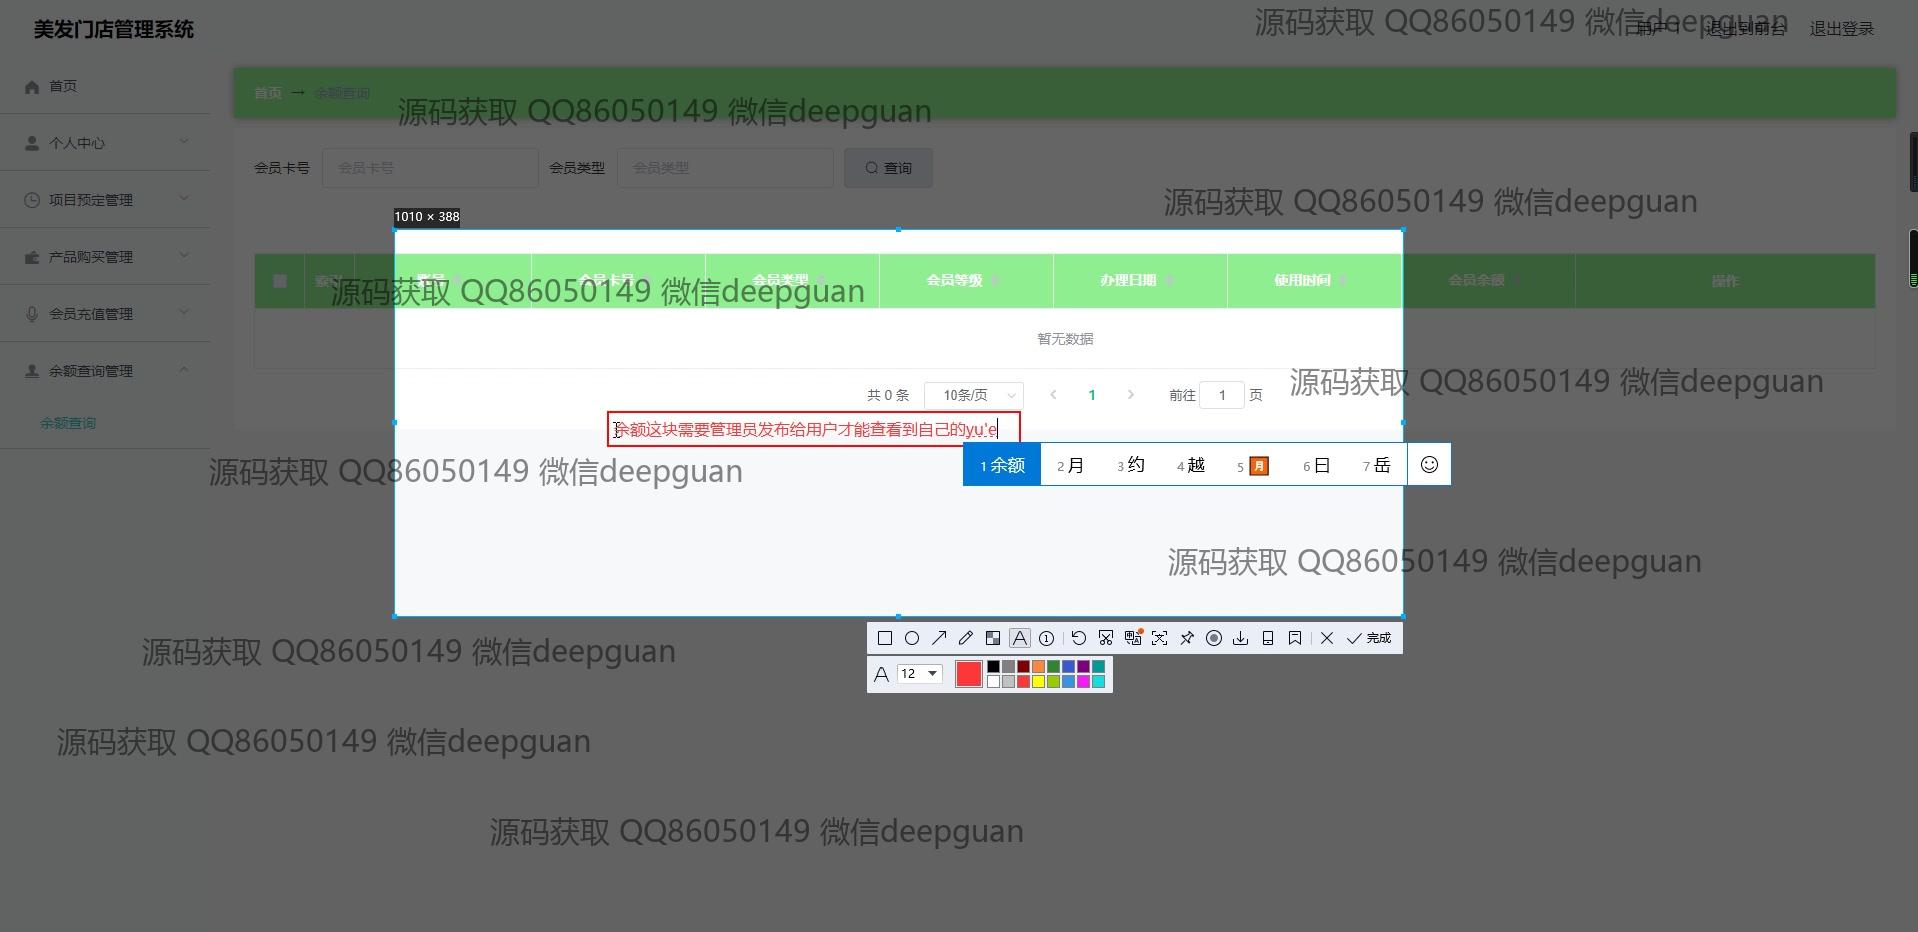 美发门店管理系统
源码获取 QQ86050149 微信deepguan
退出到前台
退出登录
首页
首页 → 余额查询
源码获取 QQ86050149 微信deepguan
个人中心
会员卡号 会员卡号 会员类型 会员类型 查询
项目预定管理
源码获取 QQ86050149 微信deepguan
1010 × 388
产品购买管理
会员卡号 会员类型 会员等级 办理日期 使用时间 会员余额 操作
源码获取 QQ86050149 微信deepguan
会员充值管理
暂无数据
余额查询管理
源码获取 QQ86050149 微信deepguan
共 0 条 10条/页 1 前往 1 页
余额查询
余额这块需要管理员发布给用户才能查看到自己的yu'e
1 余额 2 月 3 约 4 越 5 月 6 曰 7 岳
源码获取 QQ86050149 微信deepguan
源码获取 QQ86050149 微信deepguan
完成
源码获取 QQ86050149 微信deepguan
A 12
源码获取 QQ86050149 微信deepguan
源码获取 QQ86050149 微信deepguan